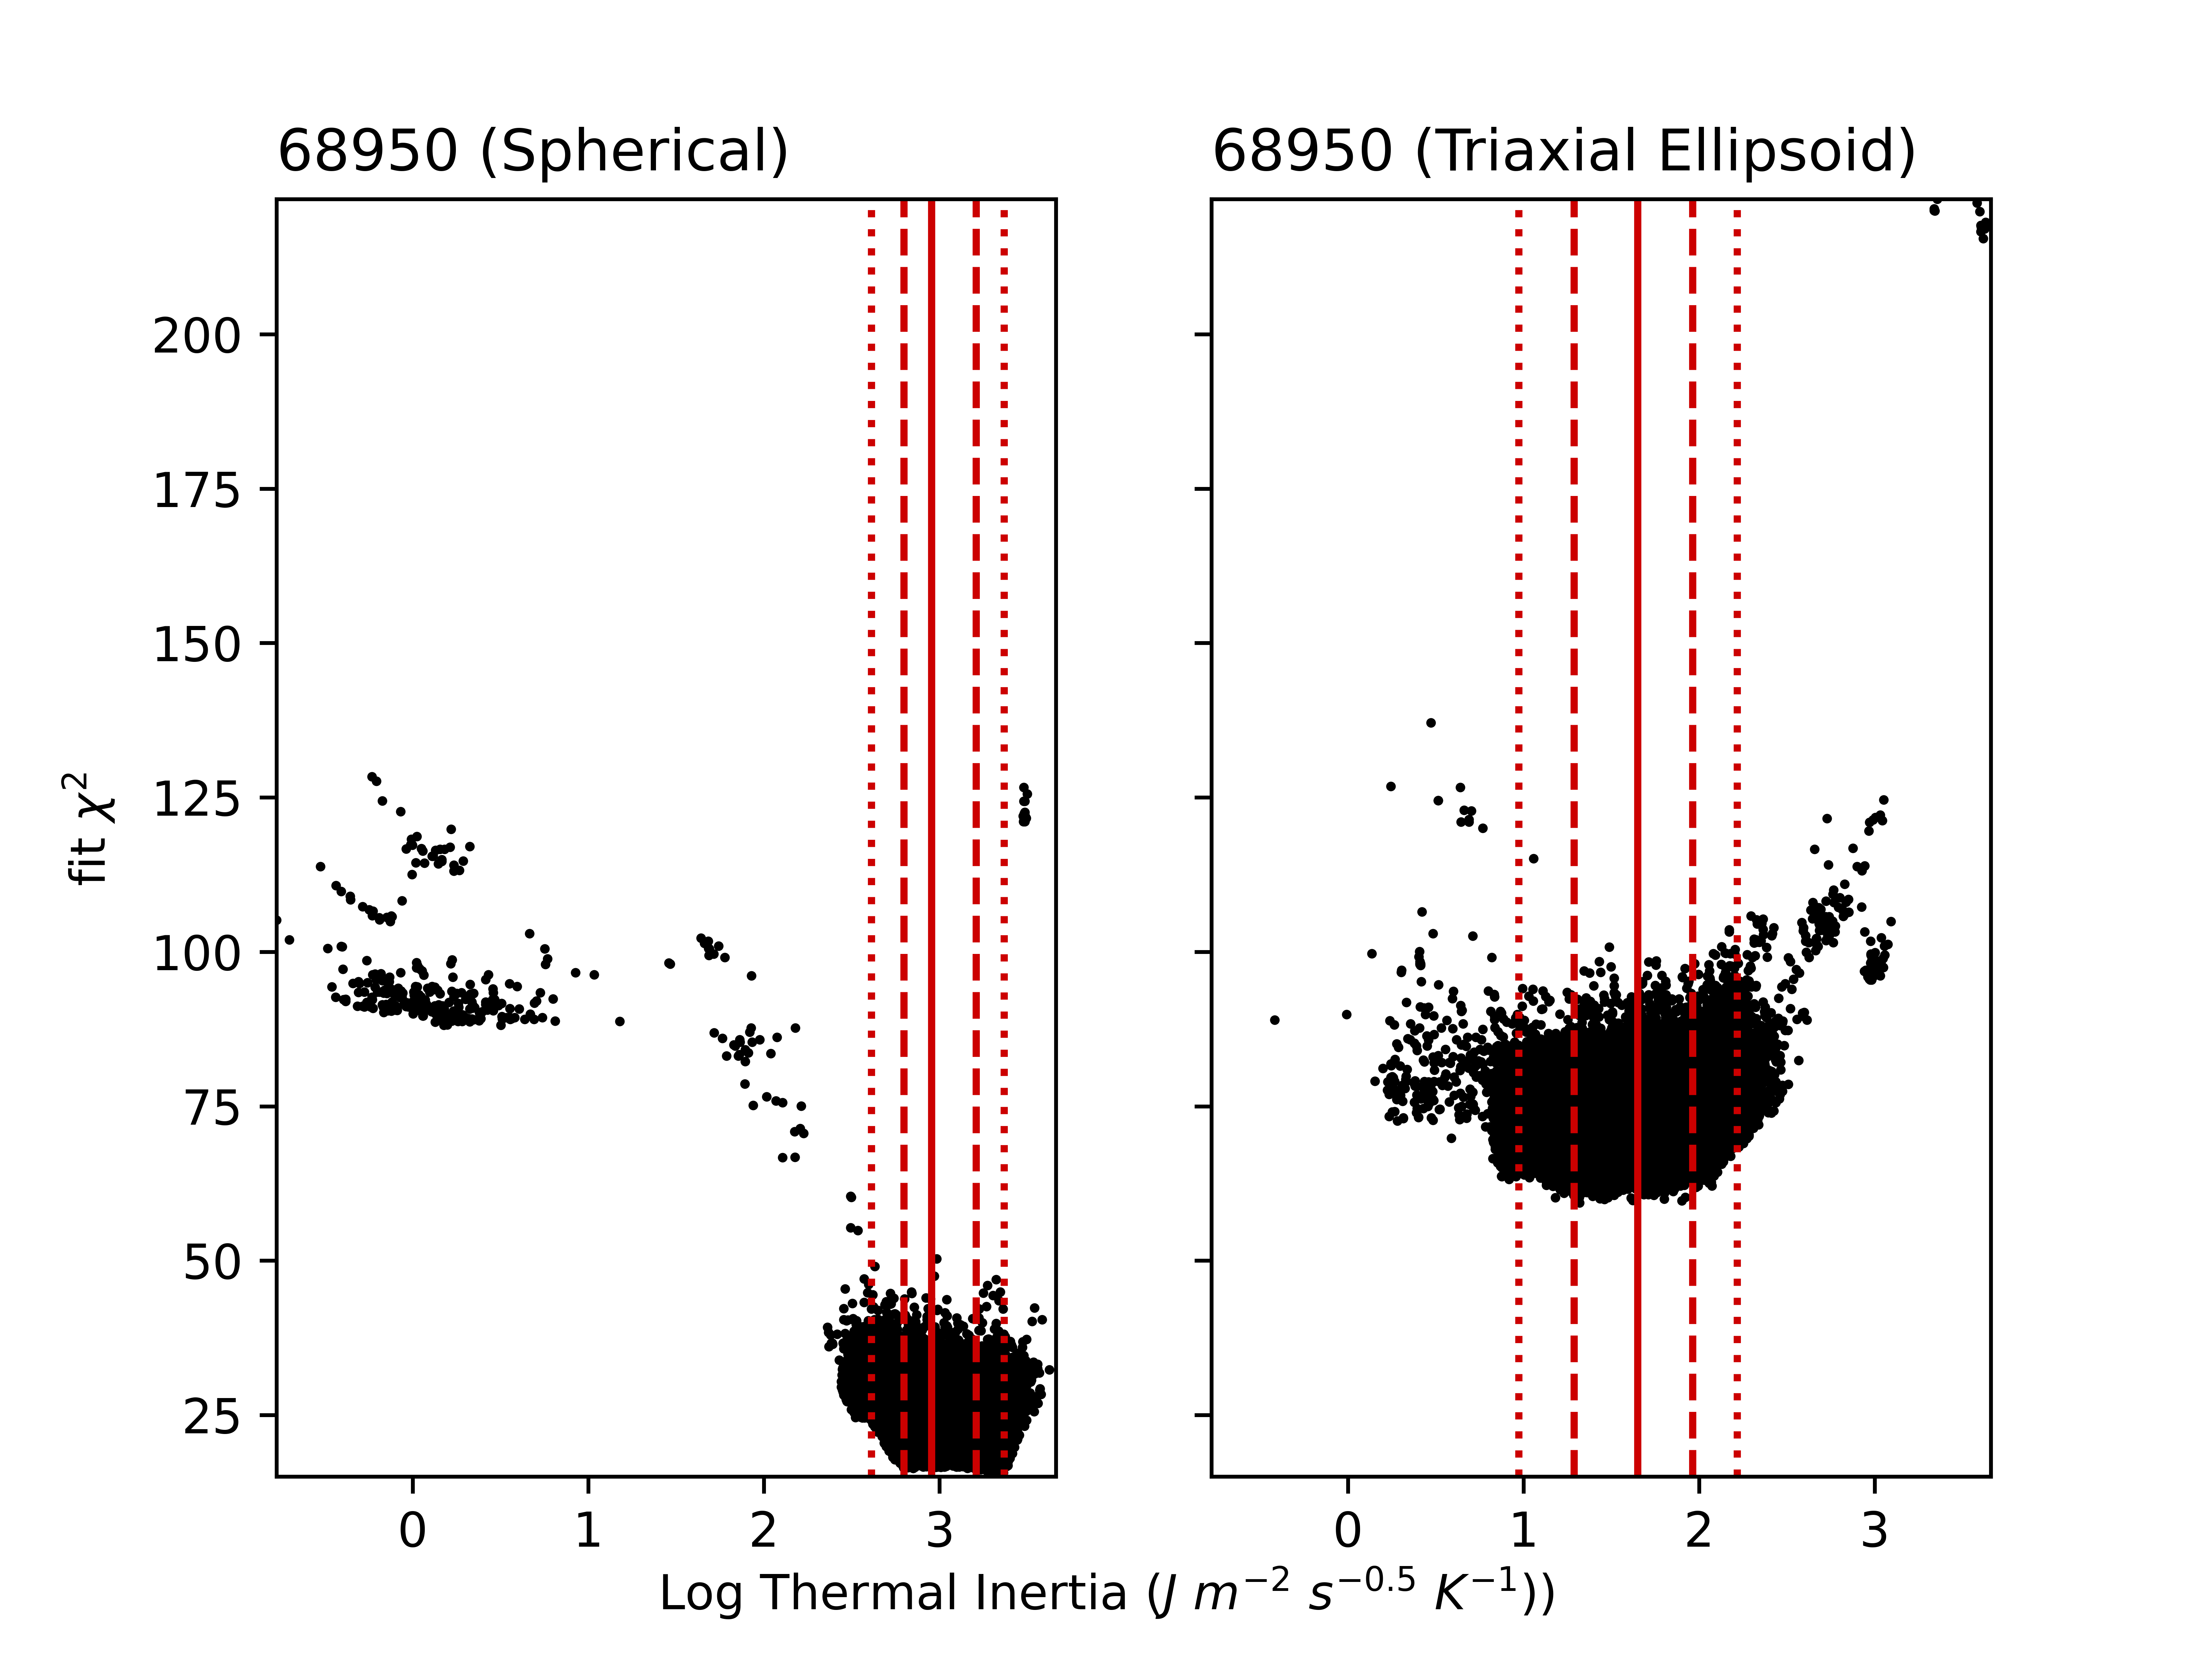 68950 (Spherical)
68950 (Triaxial Ellipsoid)
200
175
150
125
100
75
50
25
fit χ²
0 1 2 3
0 1 2 3
Log Thermal Inertia (J m⁻² s⁻⁰·⁵ K⁻¹))